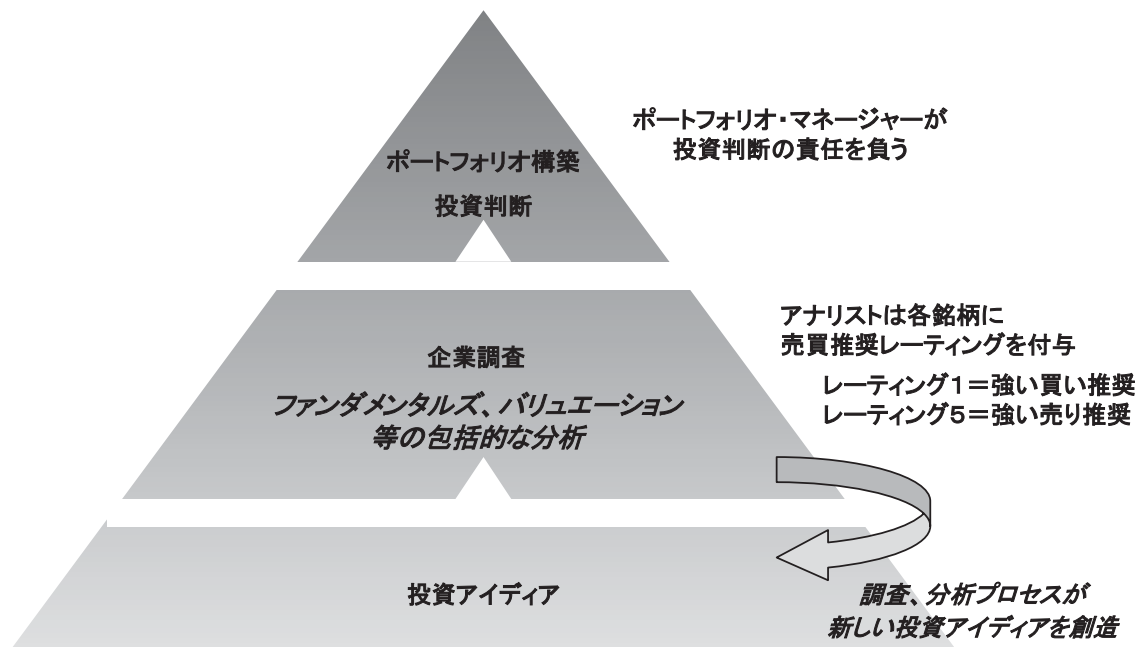 ポートフォリオ・マネージャーが
投資判断の責任を負う
ポートフォリオ構築
投資判断
アナリストは各銘柄に
売買推奨レーティングを付与
レーティング1＝強い買い推奨
レーティング5＝強い売り推奨
企業調査
ファンダメンタルズ、バリュエーション
等の包括的な分析
投資アイディア
調査、分析プロセスが
新しい投資アイディアを創造